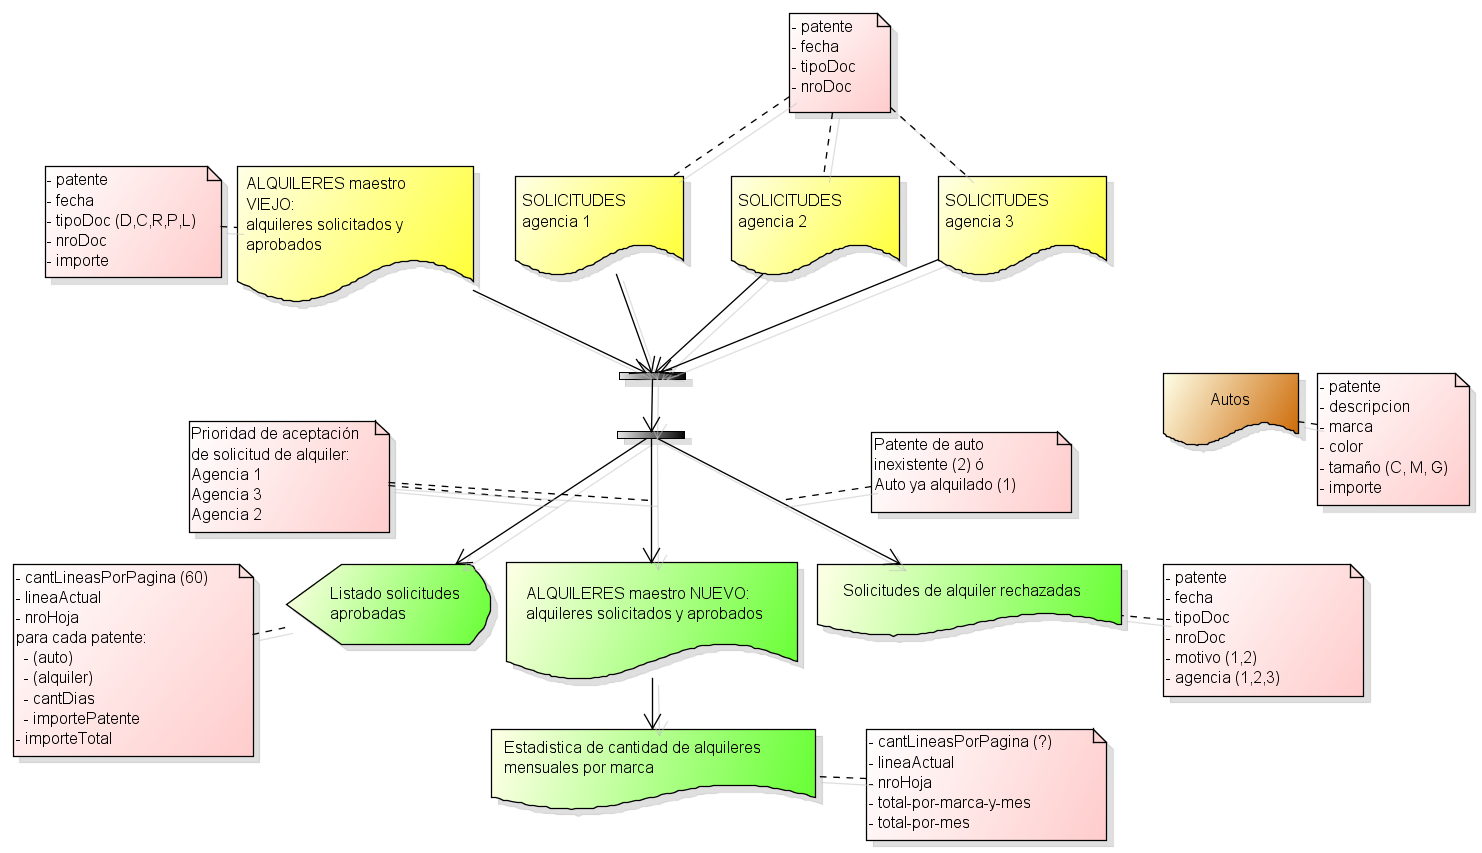 - patente
- fecha
- tipoDoc
- nroDoc
- patente
- fecha
- tipoDoc (D,C,R,P,L)
- nroDoc
- importe
ALQUILERES maestro
VIEJO:
alquileres solicitados y
aprobados
SOLICITUDES
agencia 1
SOLICITUDES
agencia 2
SOLICITUDES
agencia 3
Autos
- patente
- descripcion
- marca
- color
- tamaño (C, M, G)
- importe
Prioridad de aceptación
de solicitud de alquiler:
Agencia 1
Agencia 3
Agencia 2
Patente de auto
inexistente (2) ó
Auto ya alquilado (1)
- cantLineasPorPagina (60)
- lineaActual
- nroHoja
para cada patente:
- (auto)
- (alquiler)
- cantDias
- importePatente
- importeTotal
Listado solicitudes
aprobadas
ALQUILERES maestro NUEVO:
alquileres solicitados y aprobados
Solicitudes de alquiler rechazadas
- patente
- fecha
- tipoDoc
- nroDoc
- motivo (1,2)
- agencia (1,2,3)
Estadistica de cantidad de alquileres
mensuales por marca
- cantLineasPorPagina (?)
- lineaActual
- nroHoja
- total-por-marca-y-mes
- total-por-mes